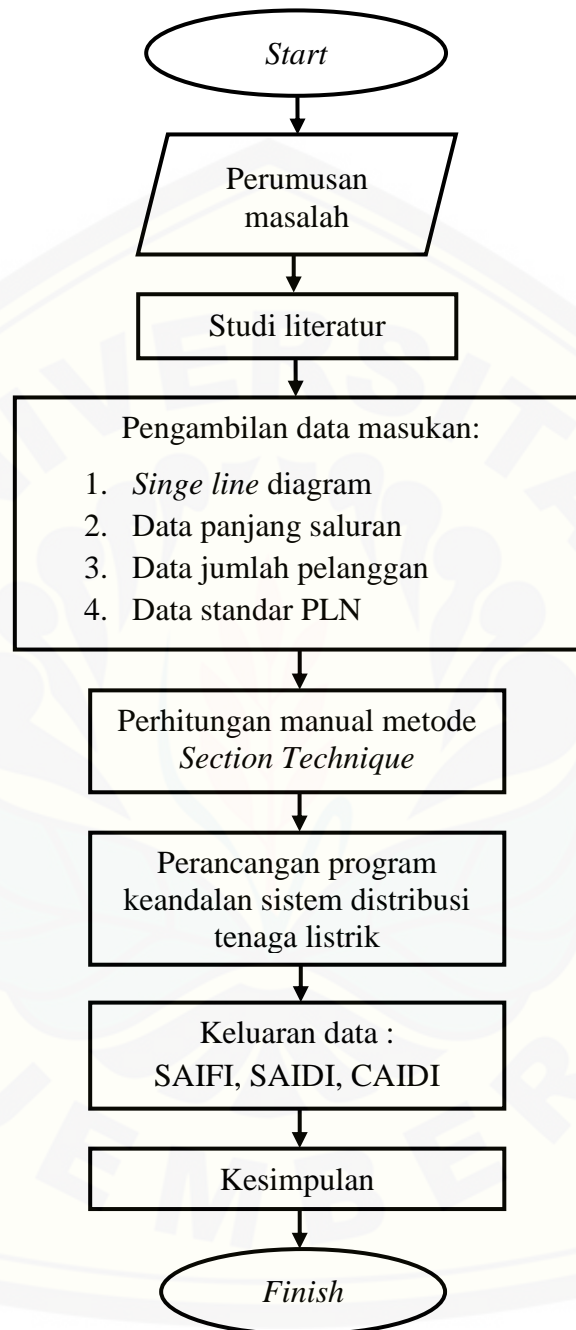 Start
Perumusan
masalah
Studi literatur
Pengambilan data masukan:
1. Singe line diagram
2. Data panjang saluran
3. Data jumlah pelanggan
4. Data standar PLN
Perhitungan manual metode
Section Technique
Perancangan program
keandalan sistem distribusi
tenaga listrik
Keluaran data :
SAIFI, SAIDI, CAIDI
Kesimpulan
Finish